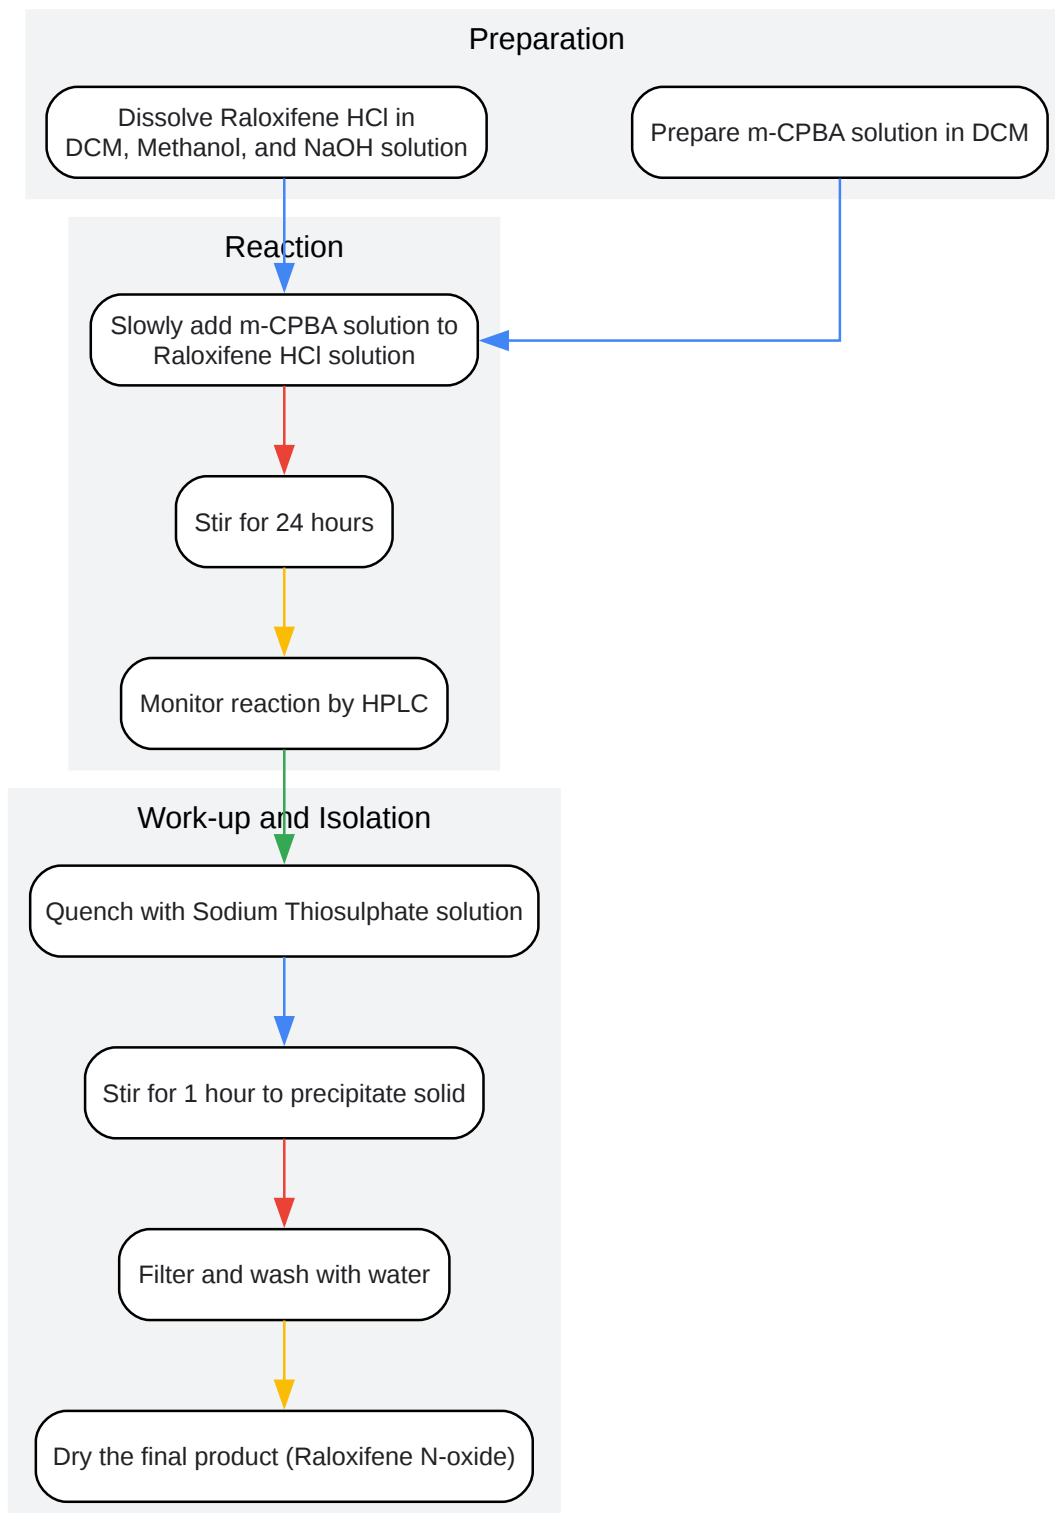 Preparation
Dissolve Raloxifene HCl in
DCM, Methanol, and NaOH solution
Prepare m-CPBA solution in DCM
Reaction
Slowly add m-CPBA solution to
Raloxifene HCl solution
Stir for 24 hours
Monitor reaction by HPLC
Work-up and Isolation
Quench with Sodium Thiosulphate solution
Stir for 1 hour to precipitate solid
Filter and wash with water
Dry the final product (Raloxifene N-oxide)